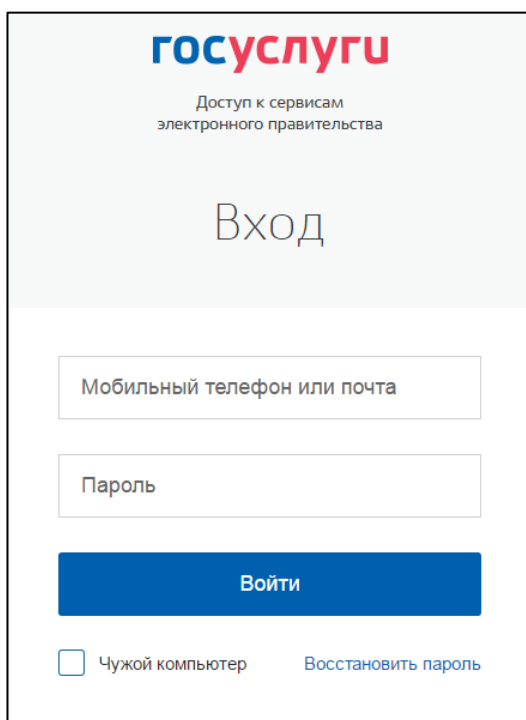 госуслуги
Доступ к сервисам
электронного правительства
Вход
Мобильный телефон или почта
Пароль
Войти
Чужой компьютер Восстановить пароль